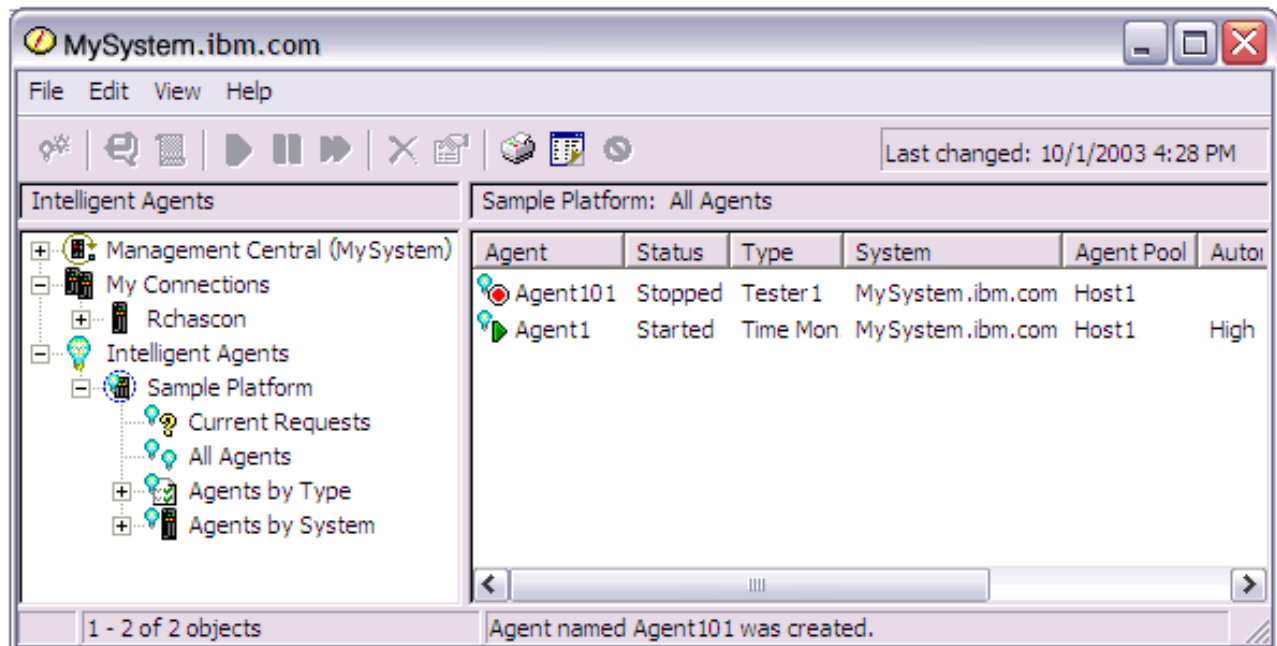 MySystem.ibm.com
File Edit View Help
Last changed: 10/1/2003 4:28 PM
Intelligent Agents
Sample Platform: All Agents
Management Central (MySystem)
My Connections
Rchascon
Intelligent Agents
Sample Platform
Current Requests
All Agents
Agents by Type
Agents by System
Agent Status Type System Agent Pool Autor
Agent101 Stopped Tester1 MySystem.ibm.com Host1
Agent1 Started Time Mon MySystem.ibm.com Host1 High
1 - 2 of 2 objects
Agent named Agent101 was created.